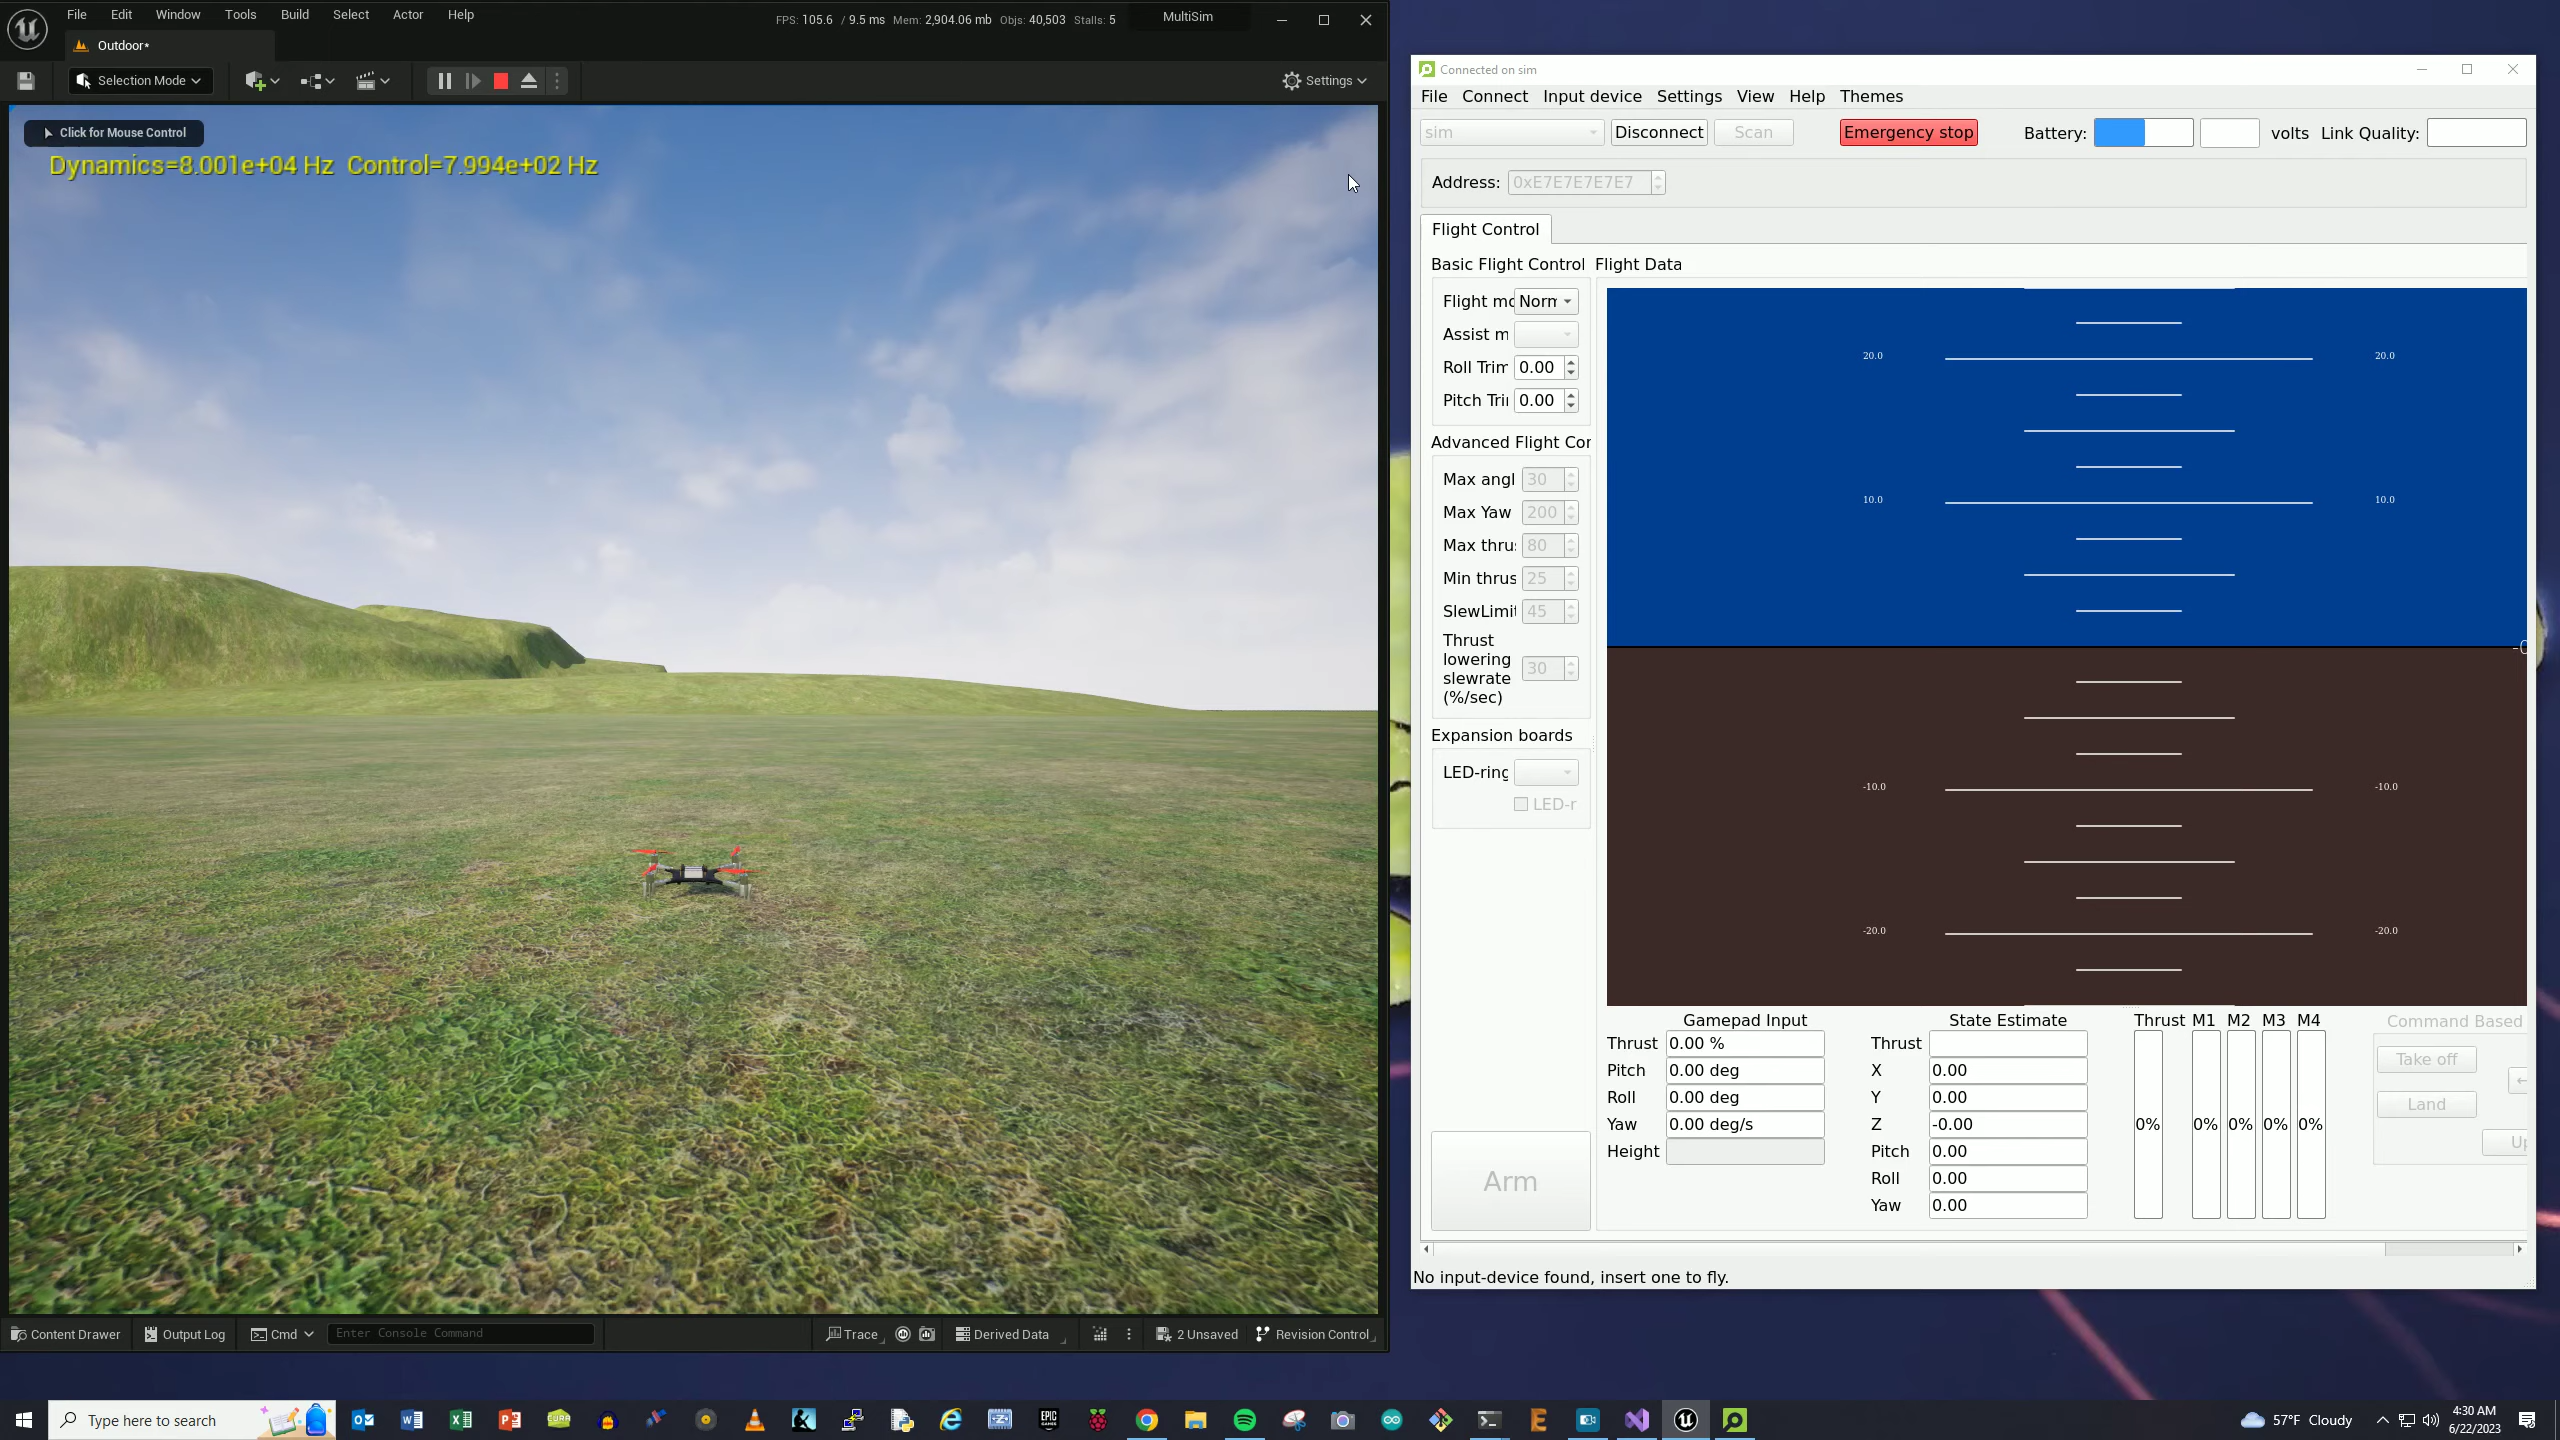 File Edit Window Tools Build Select Actor Help
FPS: 105.6 / 9.5 ms Mem: 2,904.06 mb Objs: 40,503 Stalls: 5
MultiSim
Outdoor*
Selection Mode
Settings
Click for Mouse Control
Dynamics=8.001e+04 Hz Control=7.994e+02 Hz
Content Drawer Output Log Cmd Enter Console Command
Trace Derived Data 2 Unsaved Revision Control
Connected on sim
File Connect Input device Settings View Help Themes
sim Disconnect Scan Emergency stop Battery: volts Link Quality:
Address: 0xE7E7E7E7E7
Flight Control
Basic Flight Control Flight Data
Flight mo Norm
Assist m
Roll Trim 0.00
Pitch Tri 0.00
Advanced Flight Cor
Max angl 30
Max Yaw 200
Max thru 80
Min thrus 25
SlewLimit 45
Thrust
lowering
slewrate
(%/sec)
30
Expansion boards
LED-ring
LED-r
Arm
20.0 20.0
10.0 10.0
-0
-10.0 -10.0
-20.0 -20.0
Gamepad Input
Thrust 0.00 %
Pitch 0.00 deg
Roll 0.00 deg
Yaw 0.00 deg/s
Height
State Estimate
Thrust
X 0.00
Y 0.00
Z -0.00
Pitch 0.00
Roll 0.00
Yaw 0.00
Thrust M1 M2 M3 M4
0% 0% 0% 0% 0%
Command Based
Take off
Land
Up
No input-device found, insert one to fly.
Type here to search
57°F Cloudy
4:30 AM
6/22/2023